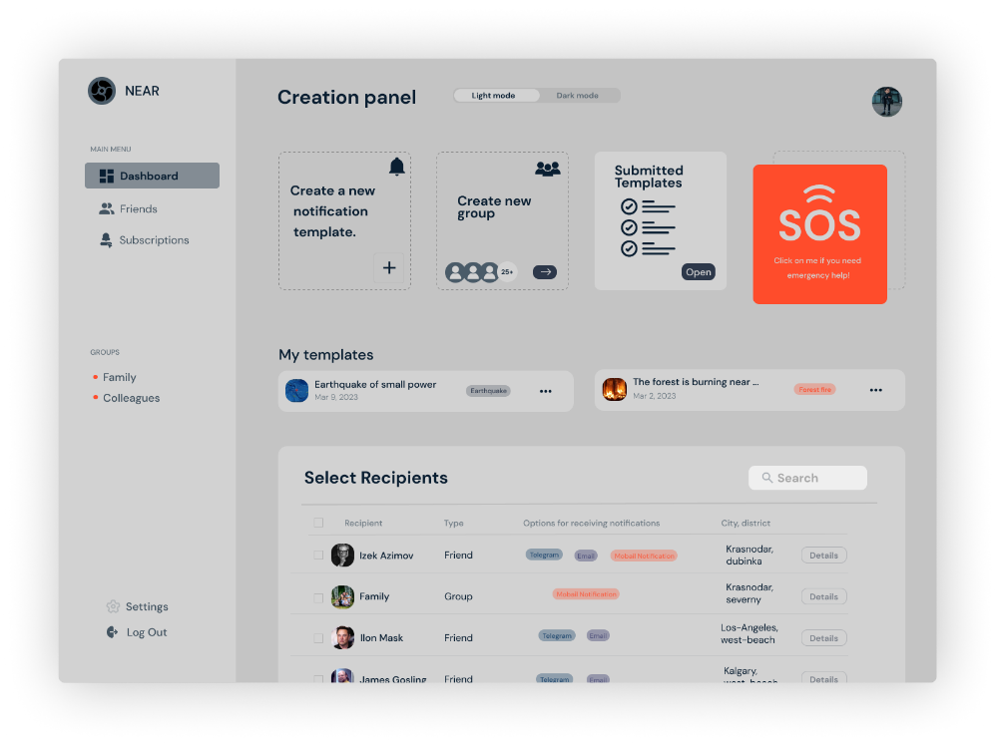 NEAR
MAIN MENU
Dashboard
Friends
Subscriptions
GROUPS
Family
Colleagues
Settings
Log Out
Creation panel
Light mode
Dark mode
Create a new
notification
template.
+
Create new
group
25+
Submitted
Templates
Open
SOS
Click on me if you need
emergency help!
My templates
Earthquake of small power
Mar 9, 2023
Earthquake
•••
The forest is burning near ...
Mar 2, 2023
Forest fire
•••
Select Recipients
Search
Recipient Type Options for receiving notifications City, district
Izek Azimov Friend Telegram Email Mobail Notification Krasnodar,
dubinka Details
Family Group Mobail Notification Krasnodar,
severny Details
Ilon Mask Friend Telegram Email Los-Angeles,
west-beach Details
James Gosling Friend Telegram Email Kalgary,
west-beach Details